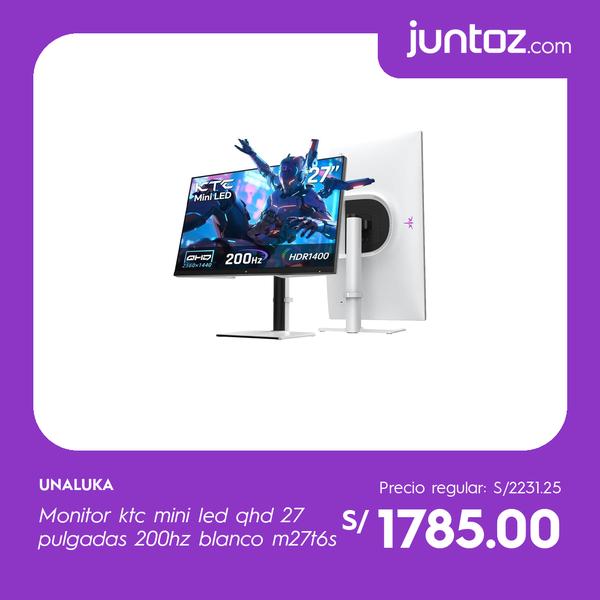 juntoz.com
KTC
Mini LED
27"
QHD
2560×1440
200Hz
HDR1400
UNALUKA
Monitor ktc mini led qhd 27
pulgadas 200hz blanco m27t6s
Precio regular: S/2231.25
S/ 1785.00